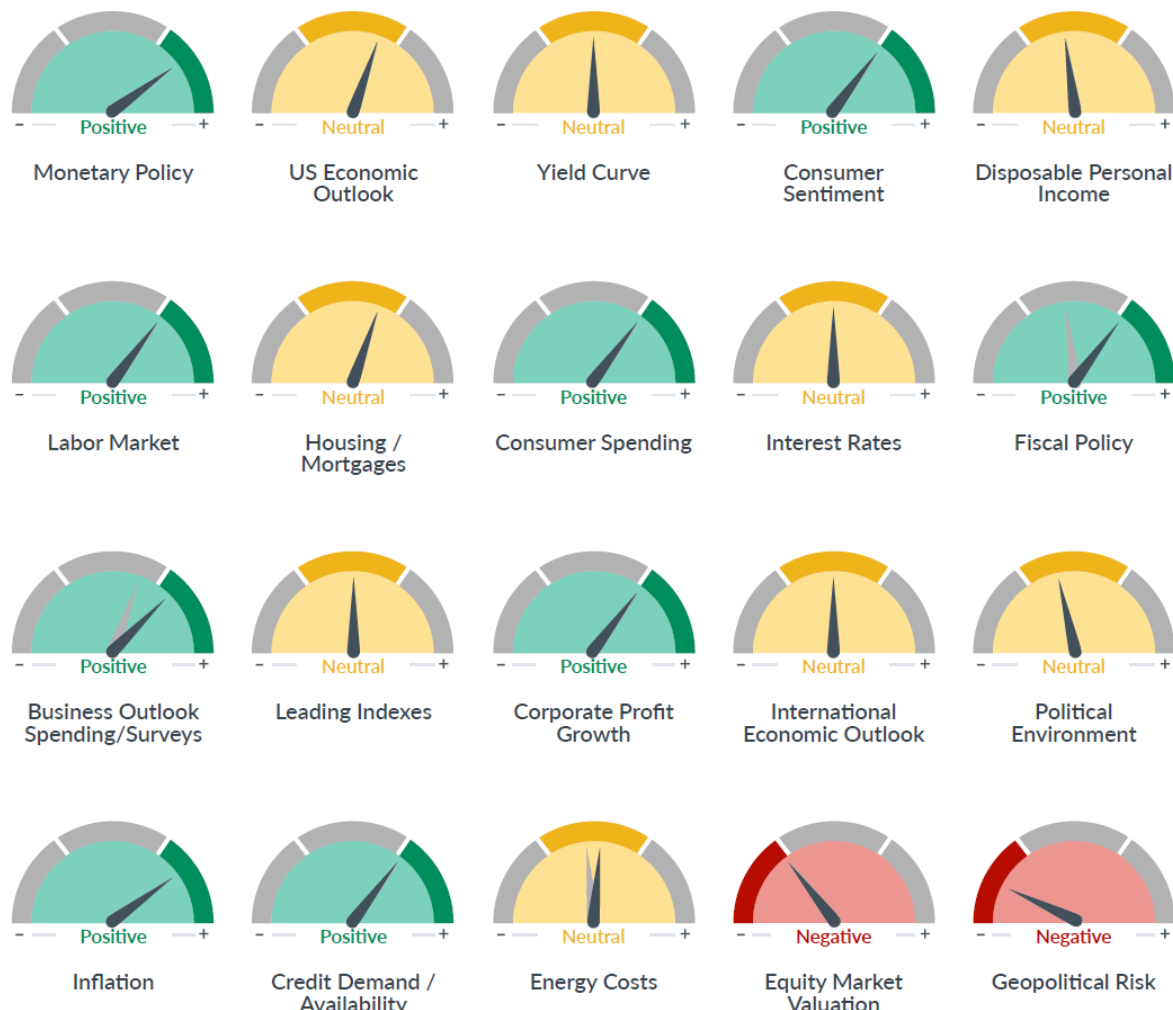 - Positive +
- Neutral +
- Neutral +
- Positive +
- Neutral +
Monetary Policy
US Economic
Outlook
Yield Curve
Consumer
Sentiment
Disposable Personal
Income
- Positive +
- Neutral +
- Positive +
- Neutral +
- Positive +
Labor Market
Housing /
Mortgages
Consumer Spending
Interest Rates
Fiscal Policy
- Positive +
- Neutral +
- Positive +
- Neutral +
- Neutral +
Business Outlook
Spending/Surveys
Leading Indexes
Corporate Profit
Growth
International
Economic Outlook
Political
Environment
- Positive +
- Positive +
- Neutral +
- Negative +
- Negative +
Inflation
Credit Demand /
Availability
Energy Costs
Equity Market
Valuation
Geopolitical Risk